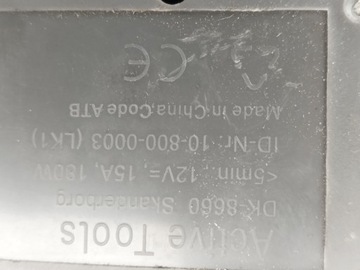 Active Tools
DK-8660 Skanderborg
<5min., 12V=, 15A, 180W
ID-Nr: 10-800-0003 (LK1)
Made in China, Code ATB
CE